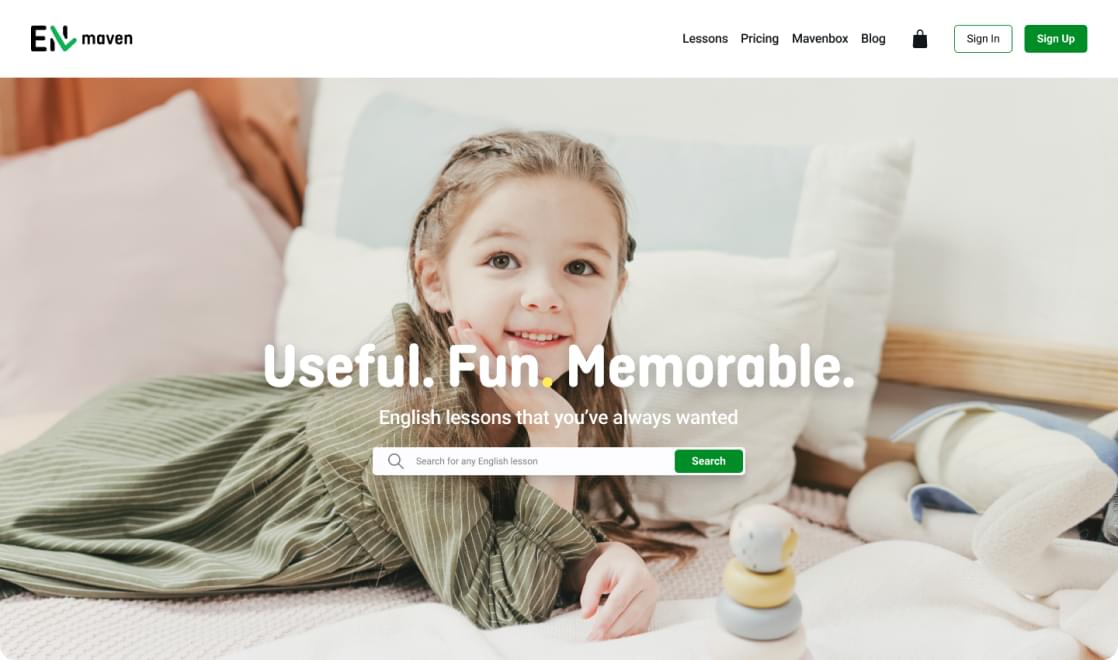 EN maven
Lessons Pricing Mavenbox Blog Sign In Sign Up
Useful. Fun. Memorable.
English lessons that you’ve always wanted
Search for any English lesson Search